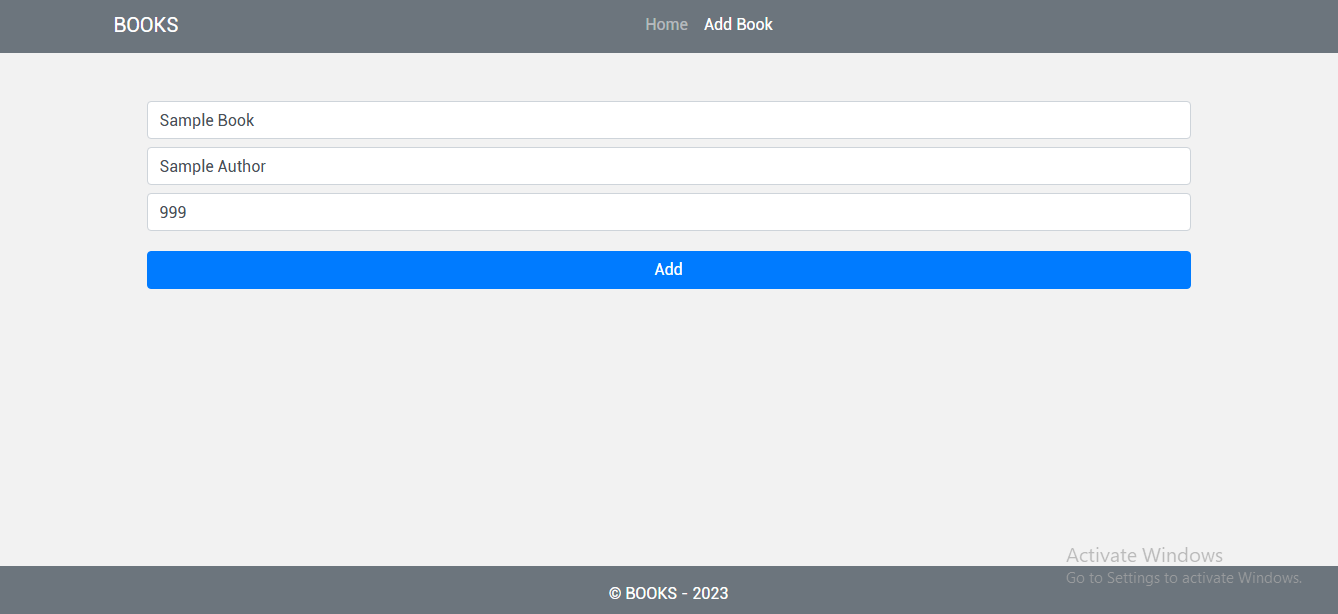 BOOKS Home Add Book
Sample Book
Sample Author
999
Add
Activate Windows
Go to Settings to activate Windows.
© BOOKS - 2023